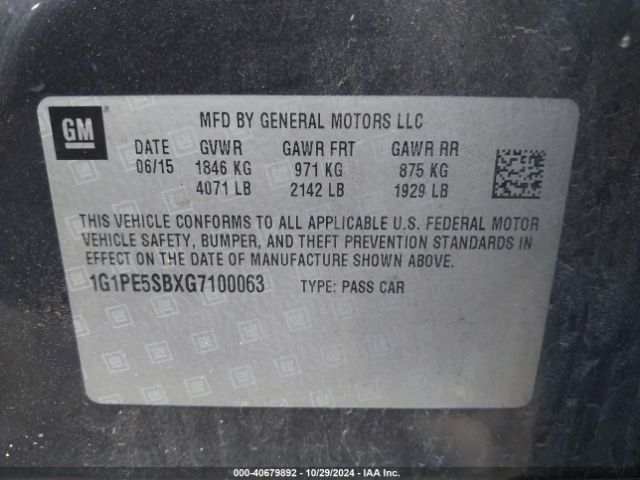 GM
MFD BY GENERAL MOTORS LLC
DATE GVWR GAWR FRT GAWR RR
06/15 1846 KG 971 KG 875 KG
4071 LB 2142 LB 1929 LB
THIS VEHICLE CONFORMS TO ALL APPLICABLE U.S. FEDERAL MOTOR
VEHICLE SAFETY, BUMPER, AND THEFT PREVENTION STANDARDS IN
EFFECT ON THE DATE OF MANUFACTURE SHOWN ABOVE.
1G1PE5SBXG7100063 TYPE: PASS CAR
000-40679892 - 10/29/2024 - IAA Inc.